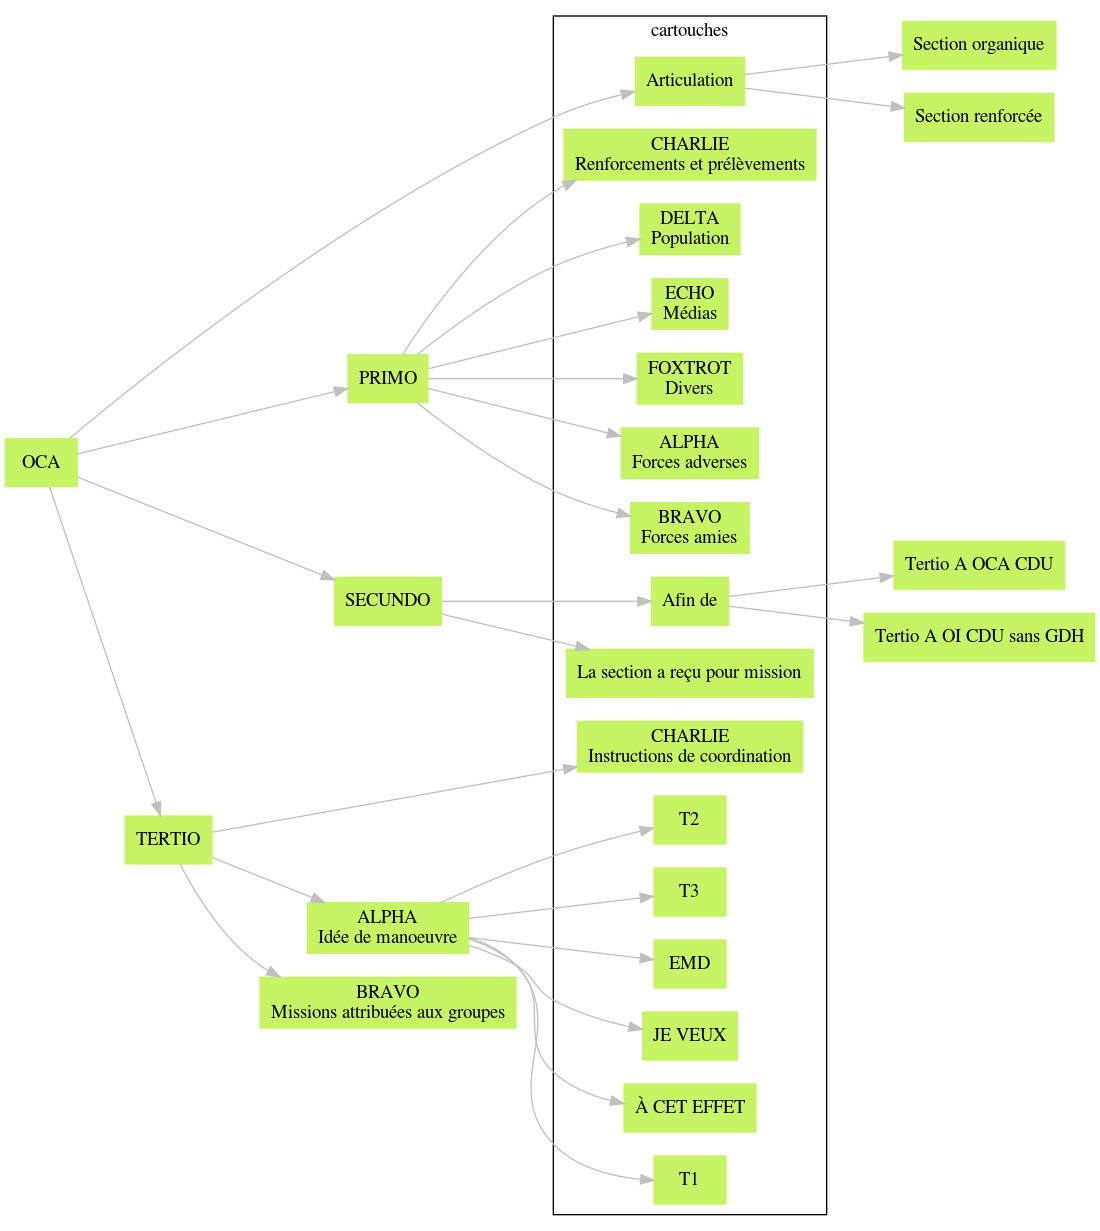 cartouches
Articulation
Section organique
Section renforcée
CHARLIE
Renforcements et prélèvements
DELTA
Population
ECHO
Médias
PRIMO
FOXTROT
Divers
ALPHA
Forces adverses
OCA
BRAVO
Forces amies
SECUNDO
Afin de
Tertio A OCA CDU
Tertio A OI CDU sans GDH
La section a reçu pour mission
CHARLIE
Instructions de coordination
TERTIO
T2
T3
ALPHA
Idée de manoeuvre
EMD
BRAVO
Missions attribuées aux groupes
JE VEUX
À CET EFFET
T1